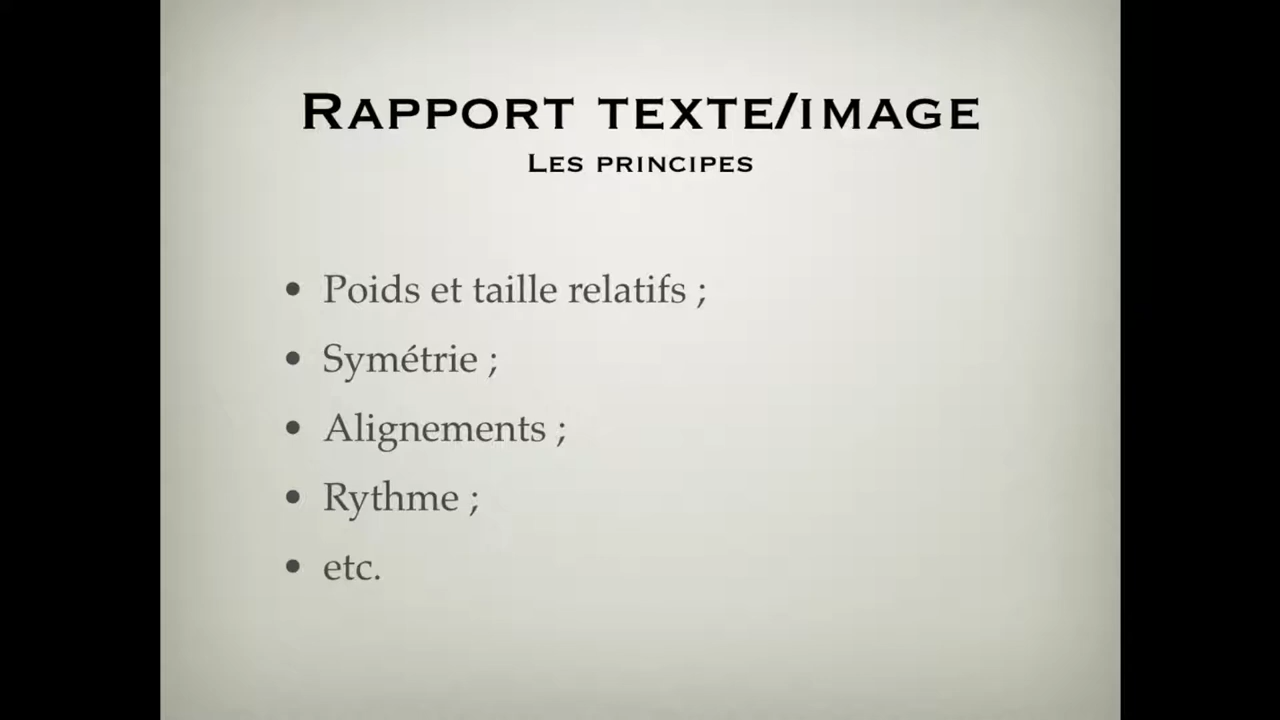 Rapport texte/image
Les principes
• Poids et taille relatifs ;
• Symétrie ;
• Alignements ;
• Rythme ;
• etc.